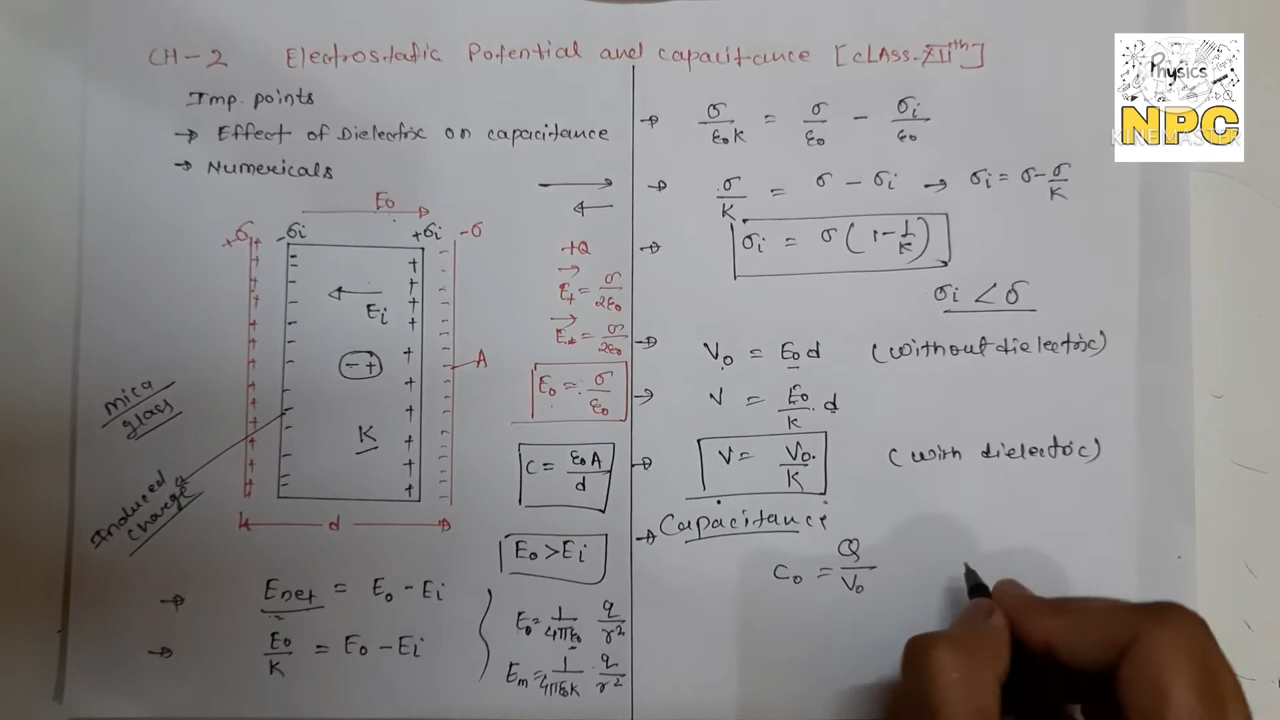 CH-2 Electrostatic Potential and capacitance [CLASS-XIIth]
Imp. points
→ Effect of Dielectric on capacitance
→ Numericals
E₀
+σ -σi +σi -σ
Ei
- +
K
A
mica
glass
Induced
charge
d
→ Enet = E₀ - Ei
→ E₀/K = E₀ - Ei
+Q
E₊ = σ/2ε₀
σ/2ε₀
E₀ = σ/ε₀
C = ε₀A/d
E₀ > Ei
E₀ = 1/4πε₀ q/r²
Em = 1/4πε₀K · q/r²
→ σ/ε₀K = σ/ε₀ - σi/ε₀
→ σ/K = σ - σi → σi = σ - σ/K
→ σi = σ(1 - 1/K)
σi < σ
→ V₀ = E₀d (without dielectric)
→ V = E₀/K · d
→ V = V₀/K (with dielectric)
→ Capacitance
C₀ = Q/V₀
Physics
NPC
KINEMASTER